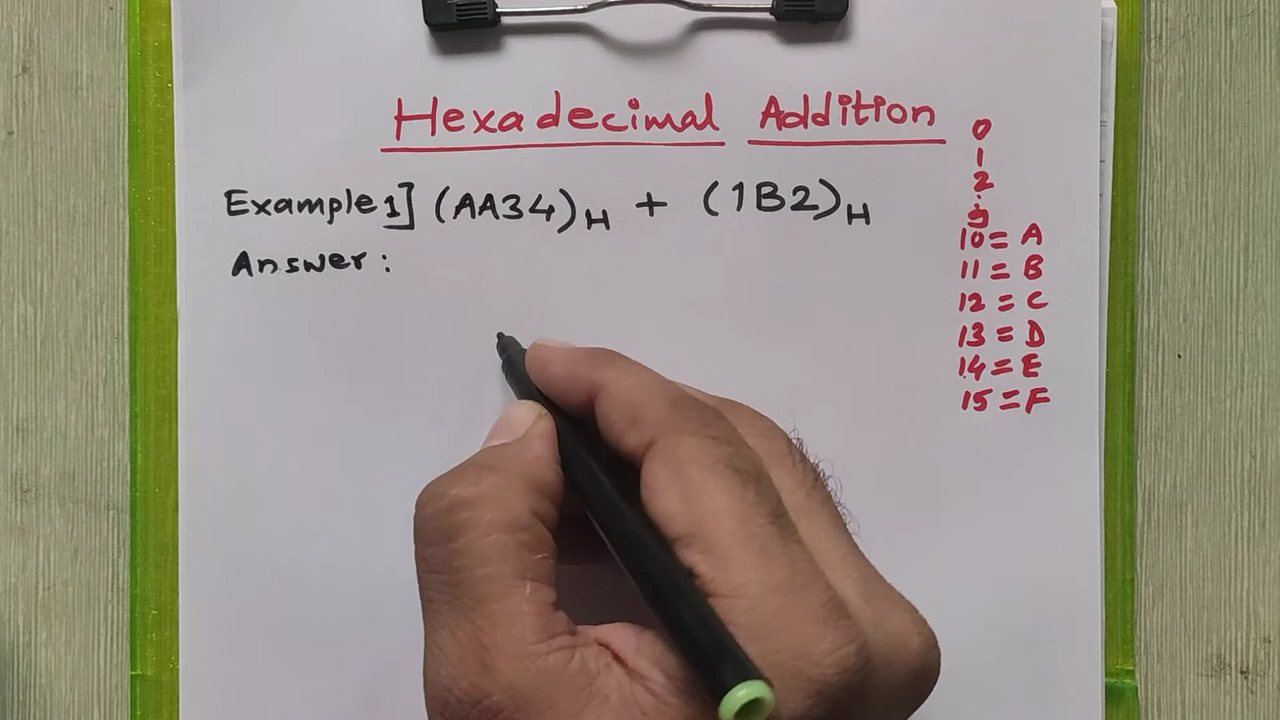 Hexadecimal Addition
Example 1] (AA34)H + (1B2)H
Answer :
0
1
2
:
9
10 = A
11 = B
12 = C
13 = D
14 = E
15 = F